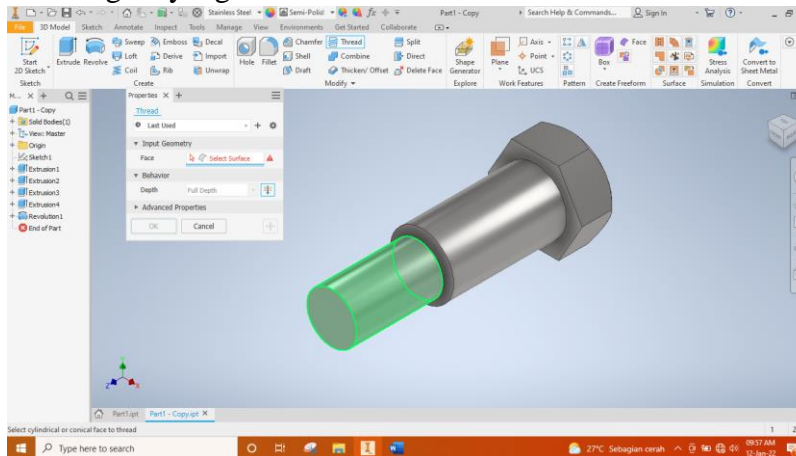 Stainless Steel
Semi-Polis
Part1 - Copy
Search Help & Commands...
Sign In
File 3D Model Sketch Annotate Inspect Tools Manage View Environments Get Started Collaborate
Start
2D Sketch
Extrude
Revolve
Sweep
Loft
Coil
Emboss
Derive
Rib
Decal
Import
Unwrap
Hole
Fillet
Chamfer
Shell
Draft
Thread
Combine
Thicken/ Offset
Split
Direct
Delete Face
Shape
Generator
Plane
Axis
Point
UCS
Box
Face
Stress
Analysis
Convert to
Sheet Metal
Sketch
Create
Modify
Explore
Work Features
Pattern
Create Freeform
Surface
Simulation
Convert
M... X +
Part1 - Copy
Solid Bodies(1)
View: Master
Origin
Sketch1
Extrusion1
Extrusion2
Extrusion3
Extrusion4
Revolution1
End of Part
Properties X +
Thread
Last Used
Input Geometry
Face Select Surface
Behavior
Depth Full Depth
Advanced Properties
OK Cancel
Part1.ipt Part1 - Copy.ipt X
Select cylindrical or conical face to thread
1 2
Type here to search
27°C Sebagian cerah
09:57 AM
12-Jan-22